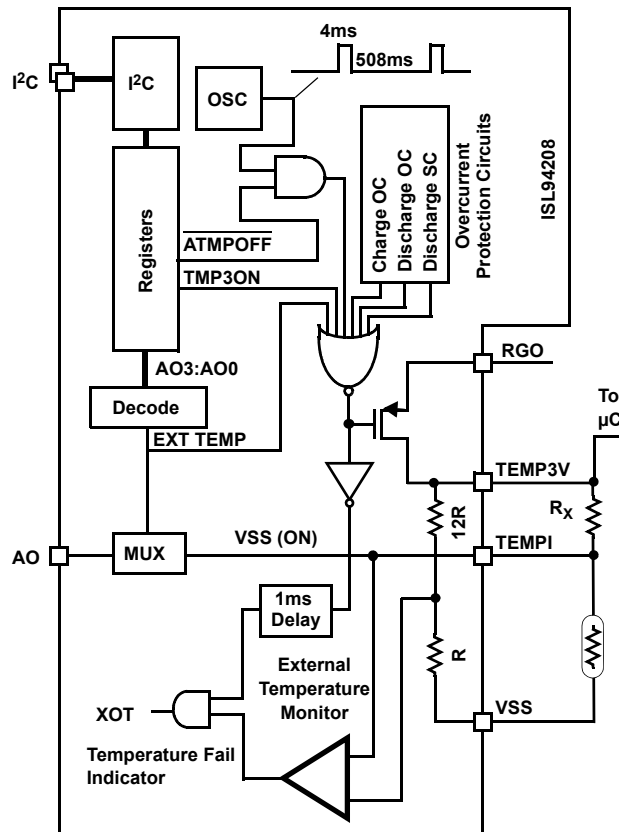 4ms
508ms
I²C
I²C
OSC
Registers
Charge OC
Discharge OC
Discharge SC
Overcurrent
Protection Circuits
ISL94208
ATMPOFF
TMP3ON
AO3:AO0
Decode
EXT TEMP
RGO
To
µC
TEMP3V
12R
RX
AO
MUX
VSS (ON)
TEMPI
1ms
Delay
R
External
Temperature
Monitor
VSS
XOT
Temperature Fail
Indicator